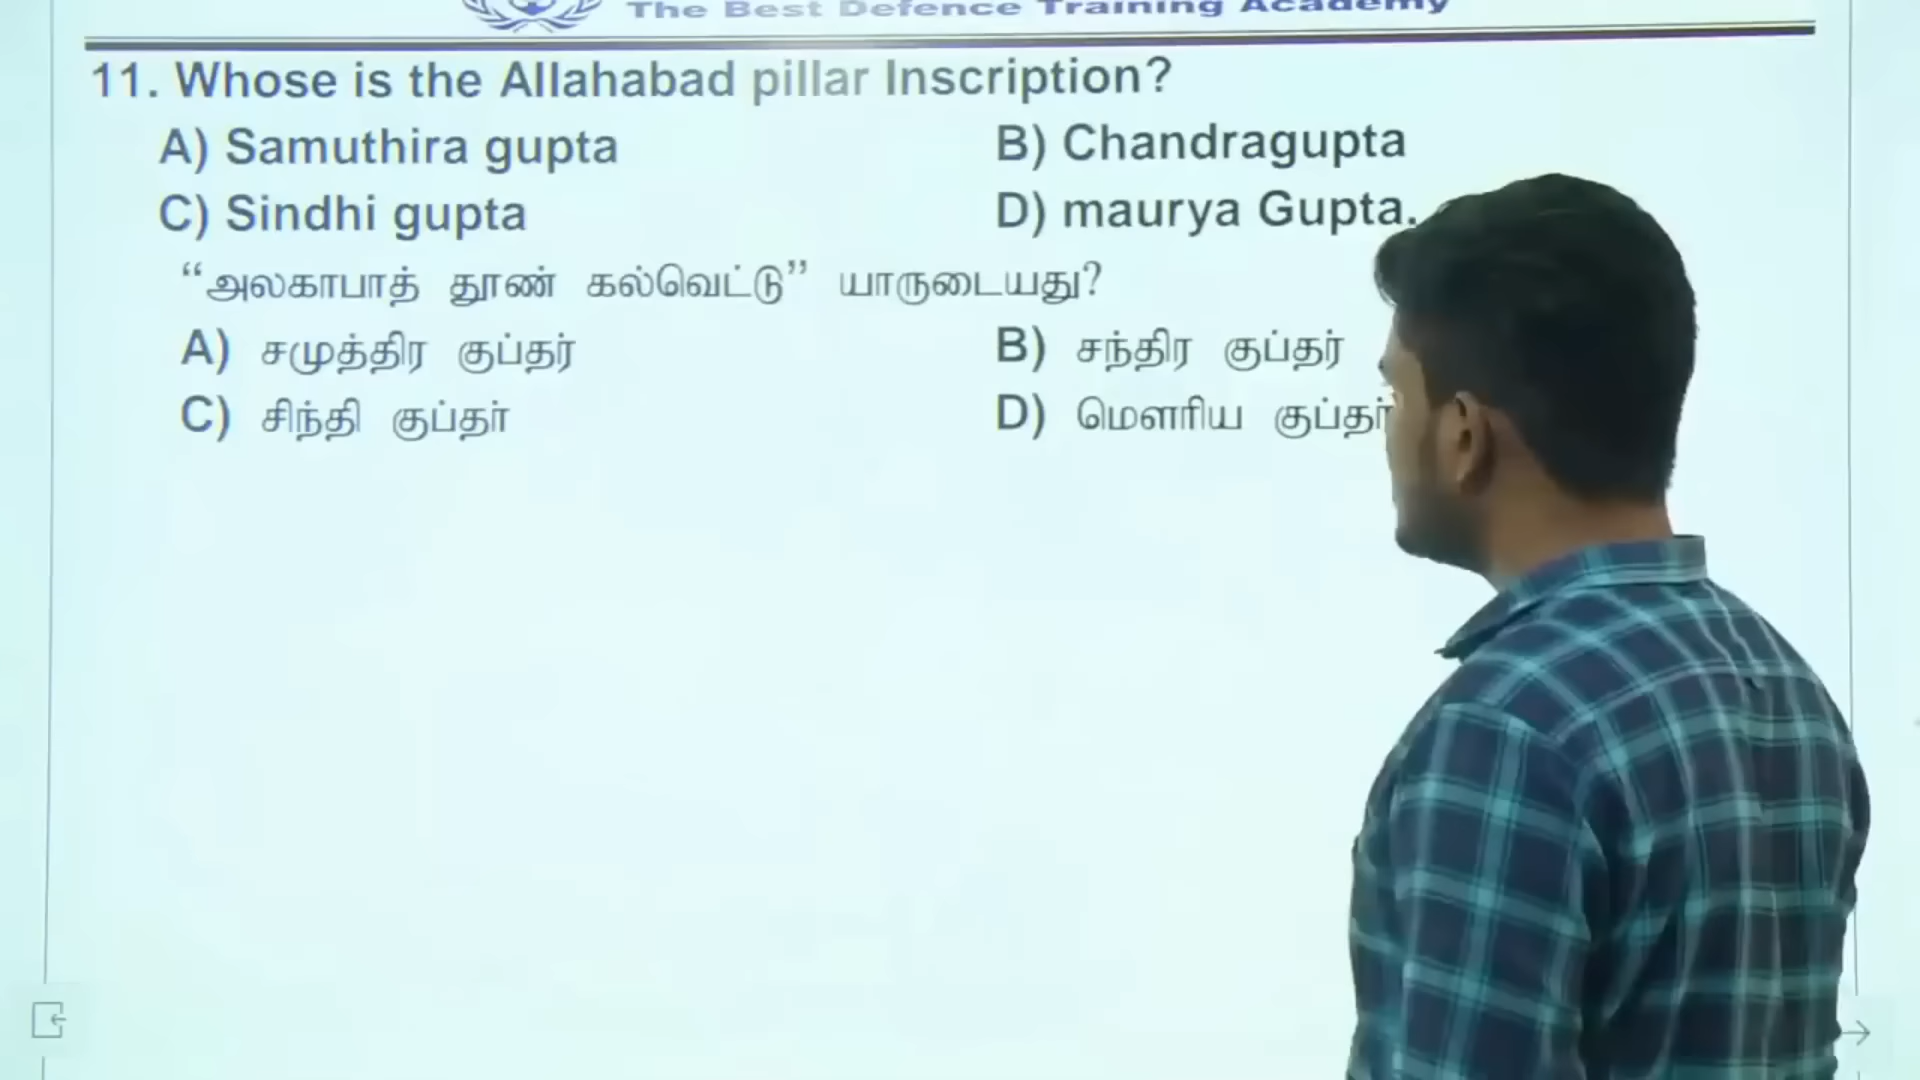 The Best Defence Training Academy
11. Whose is the Allahabad pillar Inscription?
A) Samuthira gupta B) Chandragupta
C) Sindhi gupta D) maurya Gupta.
“அலகாபாத் தூண் கல்வெட்டு” யாருடையது?
A) சமுத்திர குப்தர் B) சந்திர குப்தர்
C) சிந்தி குப்தர் D) மௌரிய குப்தர்